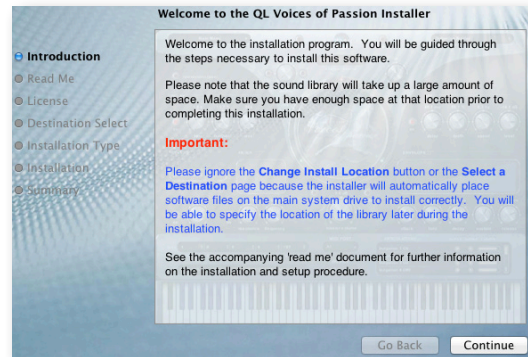 Welcome to the QL Voices of Passion Installer
Introduction
Read Me
License
Destination Select
Installation Type
Installation
Summary
Welcome to the installation program. You will be guided through
the steps necessary to install this software.
Please note that the sound library will take up a large amount of
space. Make sure you have enough space at that location prior to
completing this installation.
Important:
Please ignore the Change Install Location button or the Select a
Destination page because the installer will automatically place
software files on the main system drive to install correctly. You will
be able to specify the location of the library later during the
installation.
See the accompanying 'read me' document for further information
on the installation and setup procedure.
Go Back
Continue